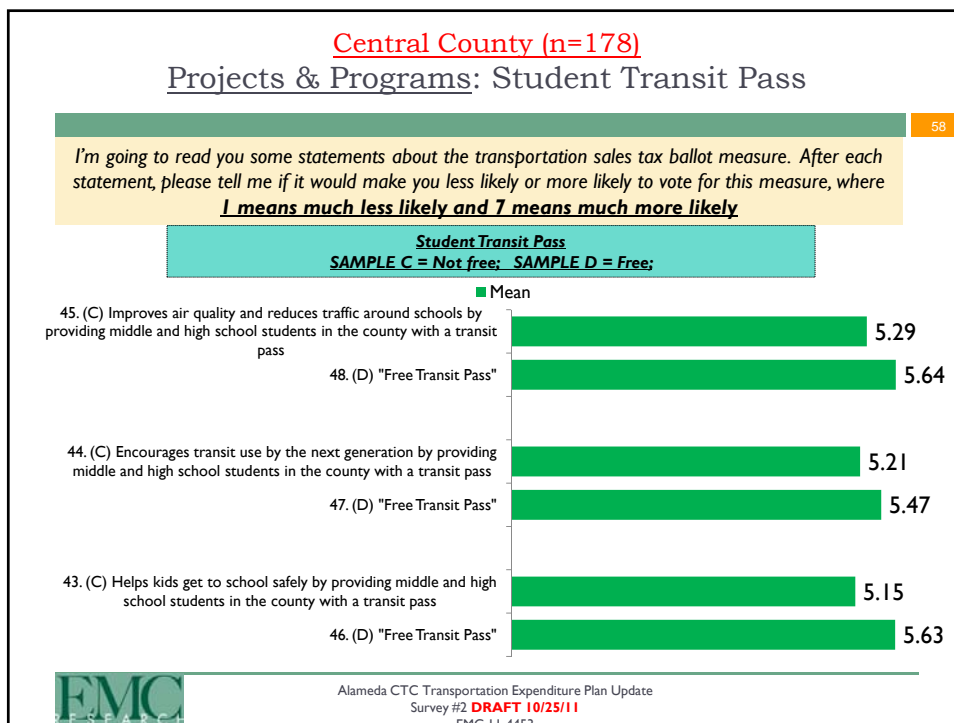 Central County (n=178)
Projects & Programs: Student Transit Pass
58
I'm going to read you some statements about the transportation sales tax ballot measure. After each
statement, please tell me if it would make you less likely or more likely to vote for this measure, where
1 means much less likely and 7 means much more likely
Student Transit Pass
SAMPLE C = Not free; SAMPLE D = Free;
Mean
45. (C) Improves air quality and reduces traffic around schools by
providing middle and high school students in the county with a transit
pass
5.29
48. (D) "Free Transit Pass"
5.64
44. (C) Encourages transit use by the next generation by providing
middle and high school students in the county with a transit pass
5.21
47. (D) "Free Transit Pass"
5.47
43. (C) Helps kids get to school safely by providing middle and high
school students in the county with a transit pass
5.15
46. (D) "Free Transit Pass"
5.63
EMC
RESEARCH
Alameda CTC Transportation Expenditure Plan Update
Survey #2 DRAFT 10/25/11
EMC 11-4452